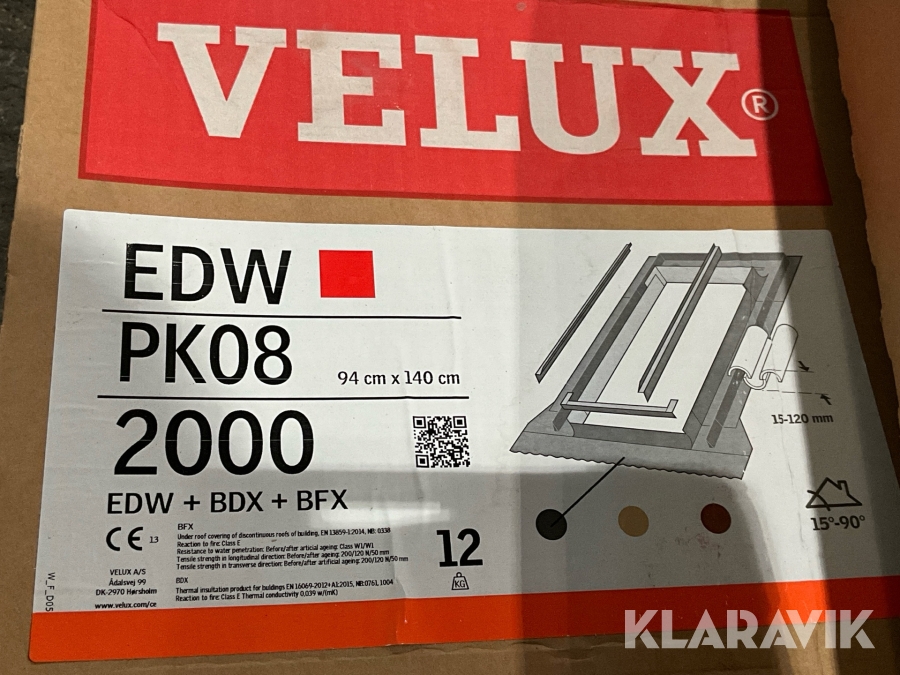 VELUX®
EDW
PK08 94 cm x 140 cm
2000
EDW + BDX + BFX
15-120 mm
15°-90°
CE 13
BFX
Under roof covering of discontinuous roofs of building, EN 13859-1:2014, NB: 0338
Reaction to fire: Class E
Resistance to water penetration: Before/after articial ageing: Class W1/W1
Tensile strength in longitudinal direction: Before/after ageing: 200/120 N/50 mm
Tensile strength in transverse direction: Before/after artificial ageing: 200/120 N/50 mm
VELUX A/S
Ådalsvej 99
DK-2970 Hørsholm
www.velux.com/ce
BDX
Thermal insulation product for buildings EN 16069-2012+A1:2015, NB:0761, 1004
Reaction to fire: Class E Thermal conductivity 0,039 w/(mK)
12
KG
W_F_D05
KLARAVIK